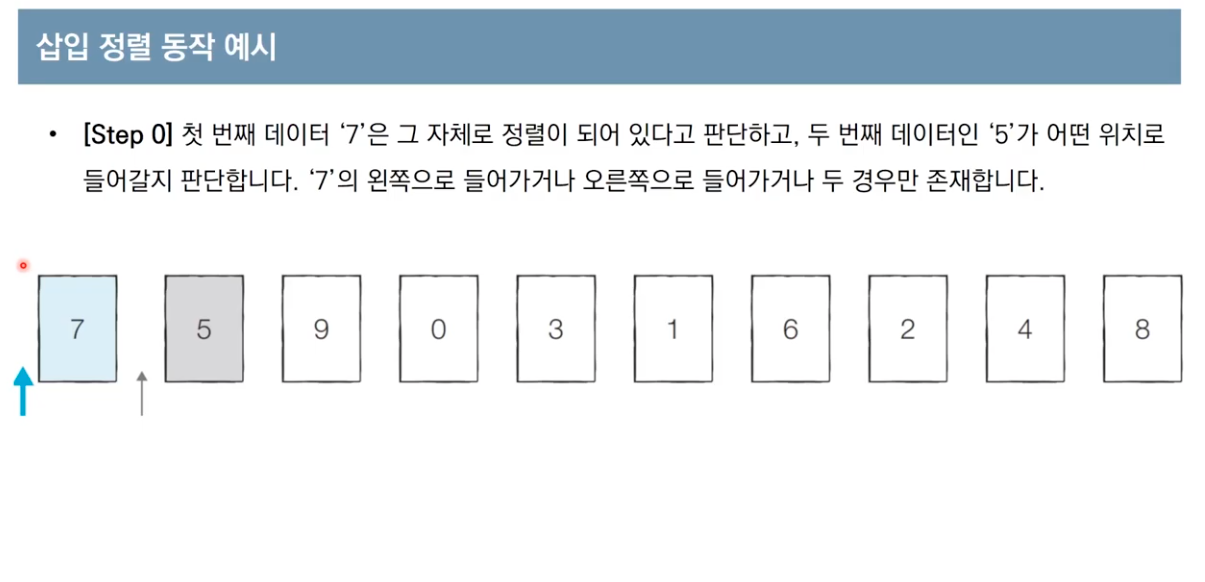 삽입 정렬 동작 예시
• [Step 0] 첫 번째 데이터 ‘7’은 그 자체로 정렬이 되어 있다고 판단하고, 두 번째 데이터인 ‘5’가 어떤 위치로
들어갈지 판단합니다. ‘7’의 왼쪽으로 들어가거나 오른쪽으로 들어가거나 두 경우만 존재합니다.
7 5 9 0 3 1 6 2 4 8